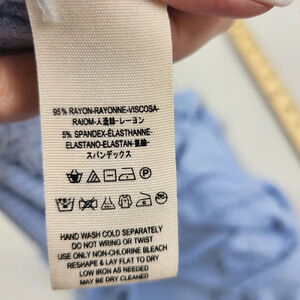 95% RAYON-RAYONNE-VISCOSA-
RAIOM-人造絲-レーヨン
5% SPANDEX-ÉLASTHANNE-
ELASTANO-ELASTAN-氨綸-
スパンデックス
HAND WASH COLD SEPARATELY
DO NOT WRING OR TWIST
USE ONLY NON-CHLORINE BLEACH
RESHAPE & LAY FLAT TO DRY
LOW IRON AS NEEDED
MAY BE DRY CLEANED